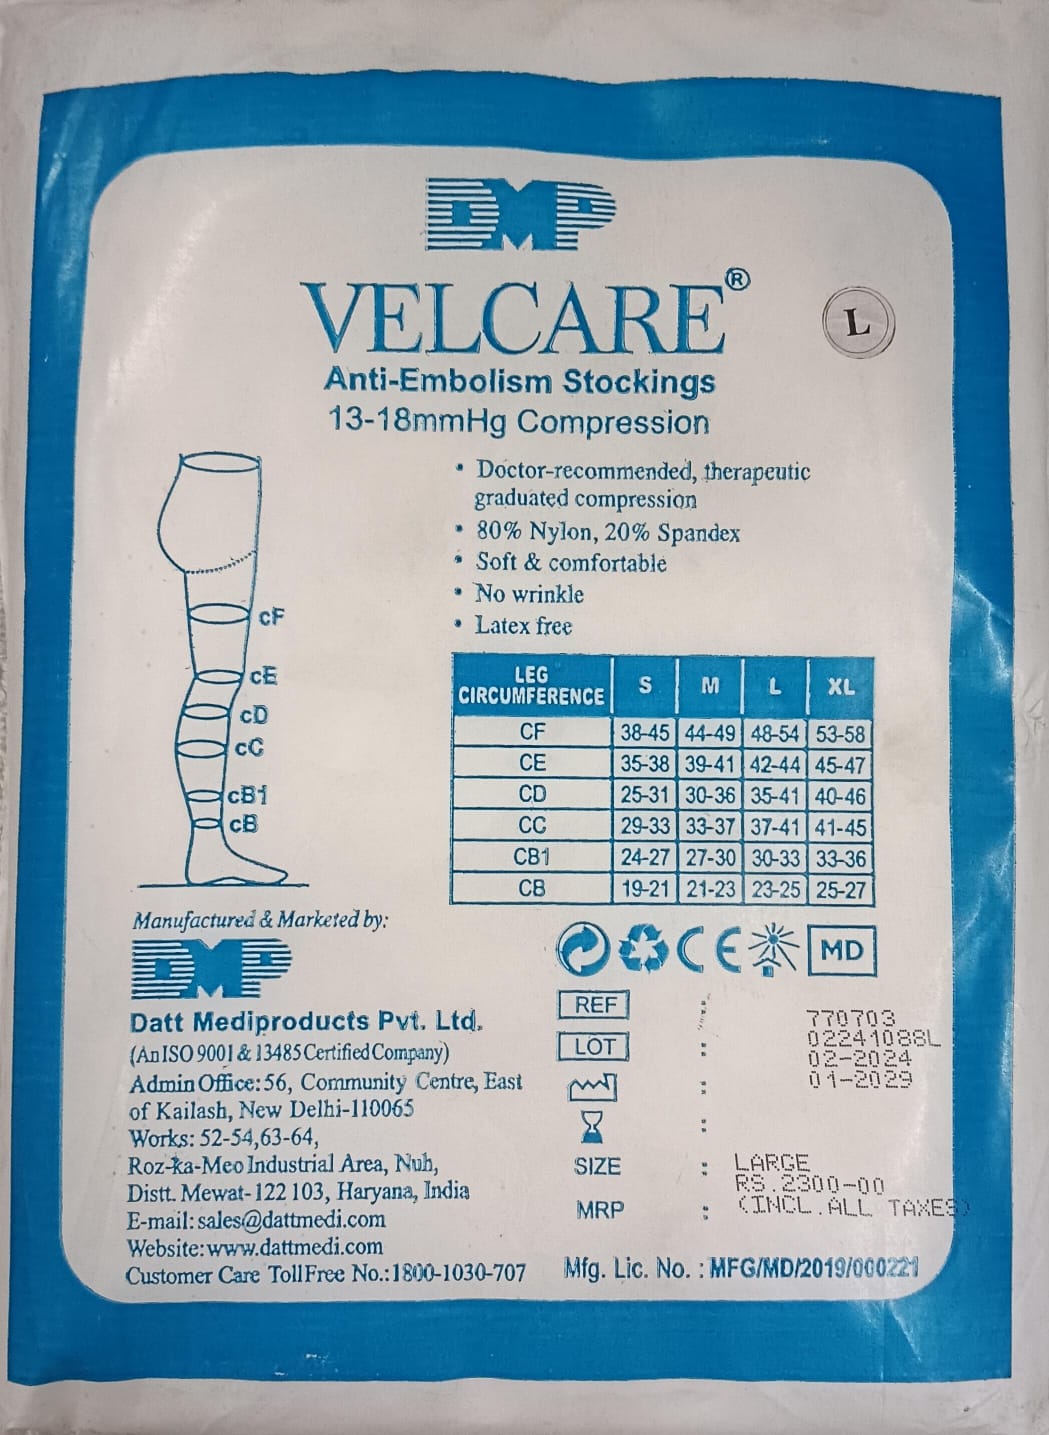 DMP
VELCARE®
L
Anti-Embolism Stockings
13-18mmHg Compression
• Doctor-recommended, therapeutic
graduated compression
• 80% Nylon, 20% Spandex
• Soft & comfortable
• No wrinkle
• Latex free
cF
cE
cD
cC
cB1
cB
LEG CIRCUMFERENCE S M L XL
CF 38-45 44-49 48-54 53-58
CE 35-38 39-41 42-44 45-47
CD 25-31 30-36 35-41 40-46
CC 29-33 33-37 37-41 41-45
CB1 24-27 27-30 30-33 33-36
CB 19-21 21-23 23-25 25-27
Manufactured & Marketed by:
DMP
Datt Mediproducts Pvt. Ltd.
(An ISO 9001 & 13485 Certified Company)
Admin Office: 56, Community Centre, East
of Kailash, New Delhi-110065
Works: 52-54,63-64,
Roz-ka-Meo Industrial Area, Nuh,
Distt. Mewat- 122 103, Haryana, India
E-mail: sales@dattmedi.com
Website: www.dattmedi.com
Customer Care Toll Free No.: 1800-1030-707
CE MD
REF : 770703
LOT : 02241088L
: 02-2024
: 01-2029
SIZE : LARGE
MRP : RS.2300-00
(INCL.ALL TAXES)
Mfg. Lic. No. : MFG/MD/2019/000221